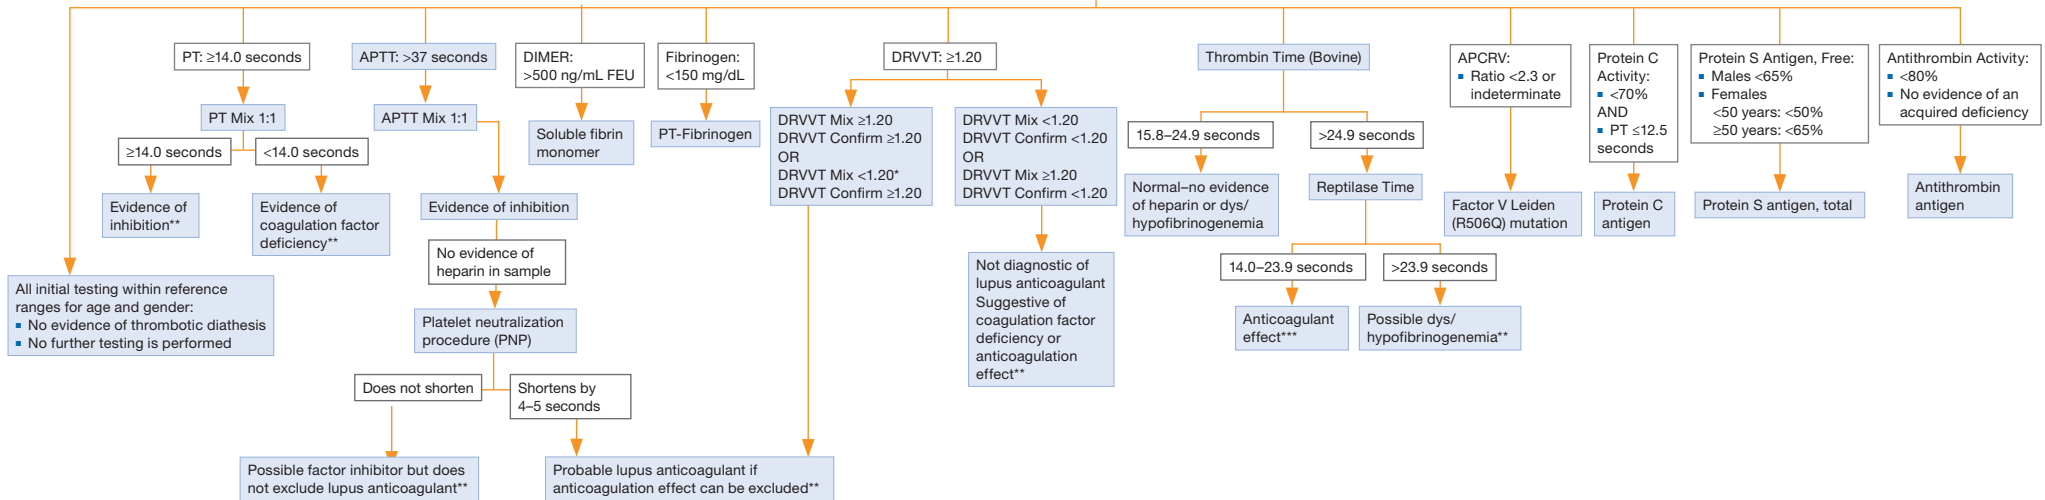 PT: ≥14.0 seconds
PT Mix 1:1
≥14.0 seconds
<14.0 seconds
Evidence of
inhibition**
Evidence of
coagulation factor
deficiency**
All initial testing within reference
ranges for age and gender:
▪ No evidence of thrombotic diathesis
▪ No further testing is performed
APTT: >37 seconds
APTT Mix 1:1
Evidence of inhibition
No evidence of
heparin in sample
Platelet neutralization
procedure (PNP)
Does not shorten
Shortens by
4–5 seconds
Possible factor inhibitor but does
not exclude lupus anticoagulant**
Probable lupus anticoagulant if
anticoagulation effect can be excluded**
DIMER:
>500 ng/mL FEU
Soluble fibrin
monomer
Fibrinogen:
<150 mg/dL
PT-Fibrinogen
DRVVT: ≥1.20
DRVVT Mix ≥1.20
DRVVT Confirm ≥1.20
OR
DRVVT Mix <1.20*
DRVVT Confirm ≥1.20
DRVVT Mix <1.20
DRVVT Confirm <1.20
OR
DRVVT Mix ≥1.20
DRVVT Confirm <1.20
Not diagnostic of
lupus anticoagulant
Suggestive of
coagulation factor
deficiency or
anticoagulation
effect**
Thrombin Time (Bovine)
15.8–24.9 seconds
>24.9 seconds
Normal–no evidence
of heparin or dys/
hypofibrinogenemia
Reptilase Time
14.0–23.9 seconds
>23.9 seconds
Anticoagulant
effect***
Possible dys/
hypofibrinogenemia**
APCRV:
▪ Ratio <2.3 or
indeterminate
Factor V Leiden
(R506Q) mutation
Protein C
Activity:
▪ <70%
AND
▪ PT ≤12.5
seconds
Protein C
antigen
Protein S Antigen, Free:
▪ Males <65%
▪ Females
<50 years: <50%
≥50 years: <65%
Protein S antigen, total
Antithrombin Activity:
▪ <80%
▪ No evidence of an
acquired deficiency
Antithrombin
antigen